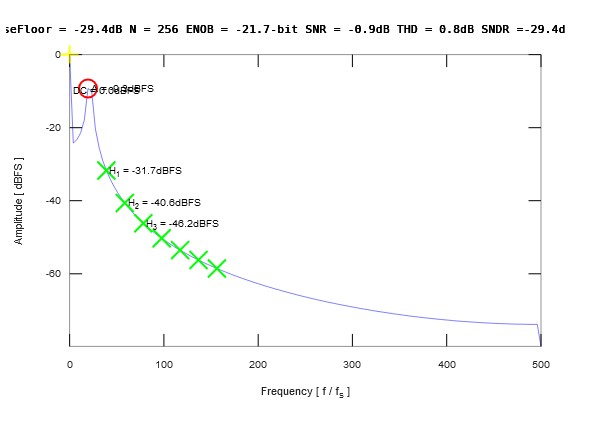 seFloor = -29.4dB N = 256 ENOB = -21.7-bit SNR = -0.9dB THD = 0.8dB SNDR =-29.4d
0
-20
-40
-60
H1 = -31.7dBFS
H2 = -40.6dBFS
H3 = -46.2dBFS
Amplitude [ dBFS ]
0
100
200
300
400
500
Frequency [ f / fs ]